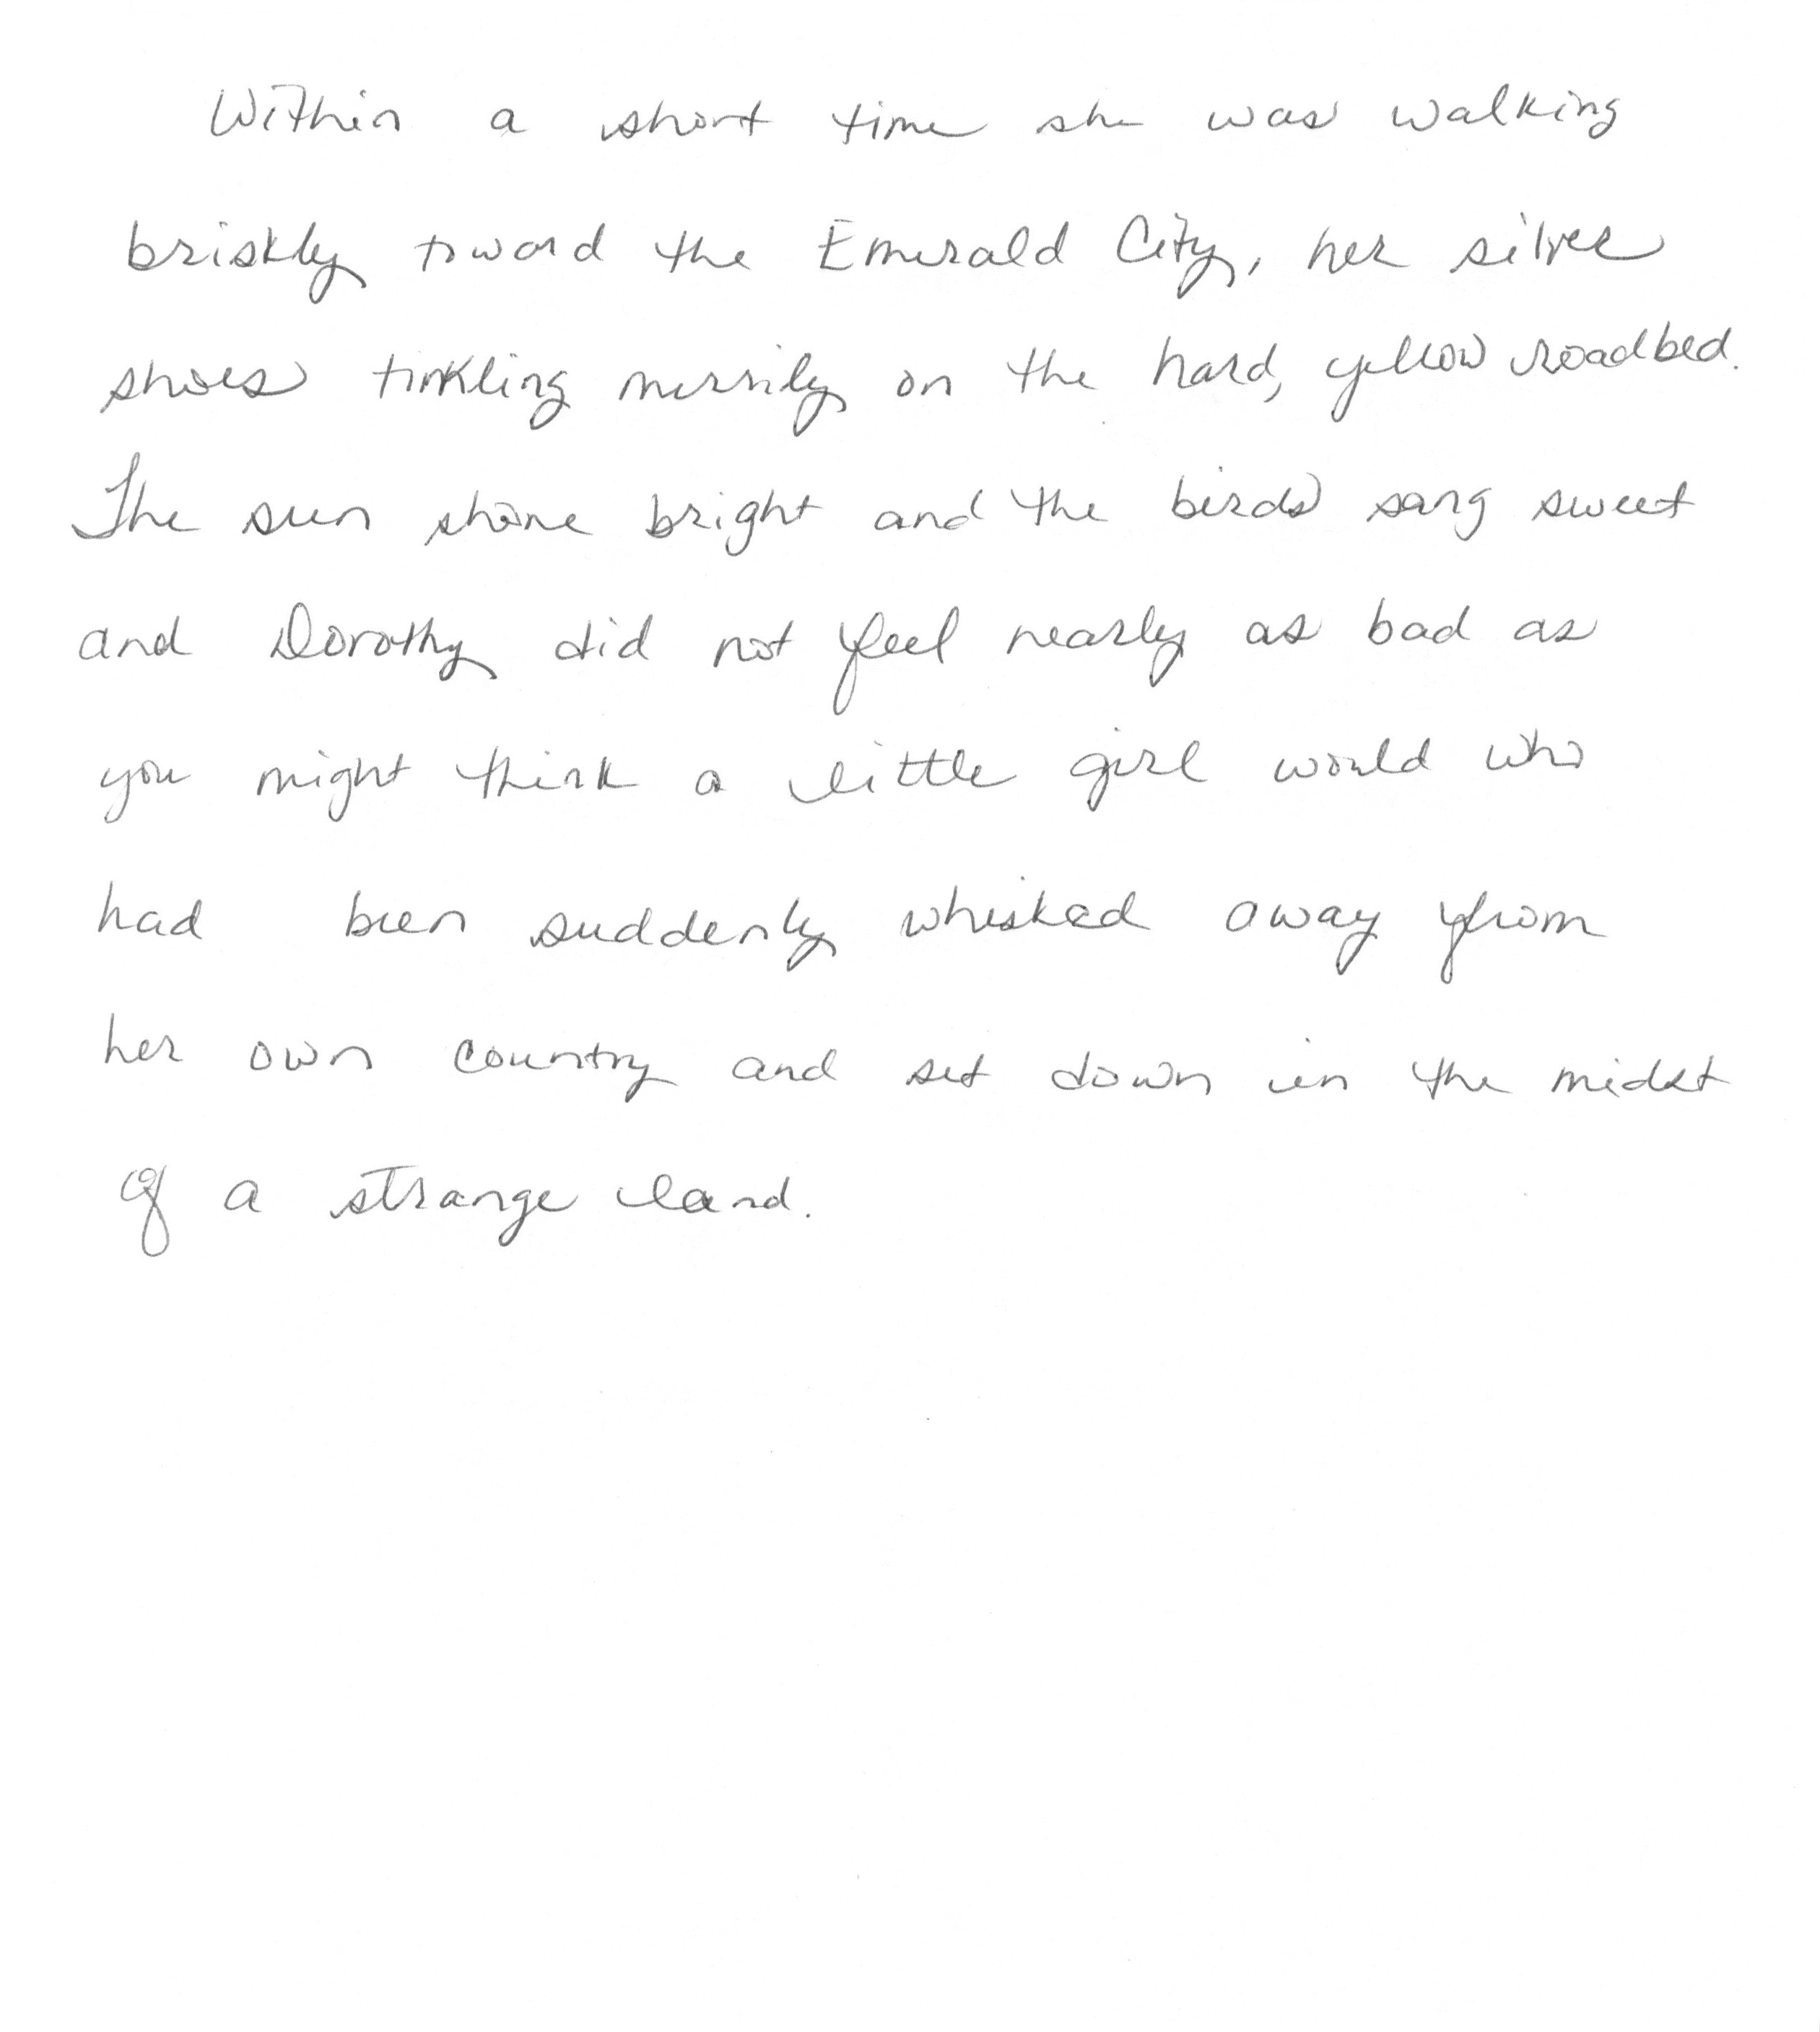 Within a short time she was walking
briskly toward the Emerald City, her silver
shoes tinkling merrily on the hard, yellow roadbed.
The sun shone bright and the birds sang sweet
and Dorothy did not feel nearly as bad as
you might think a little girl would who
had been suddenly whisked away from
her own country and set down in the midst
of a strange land.